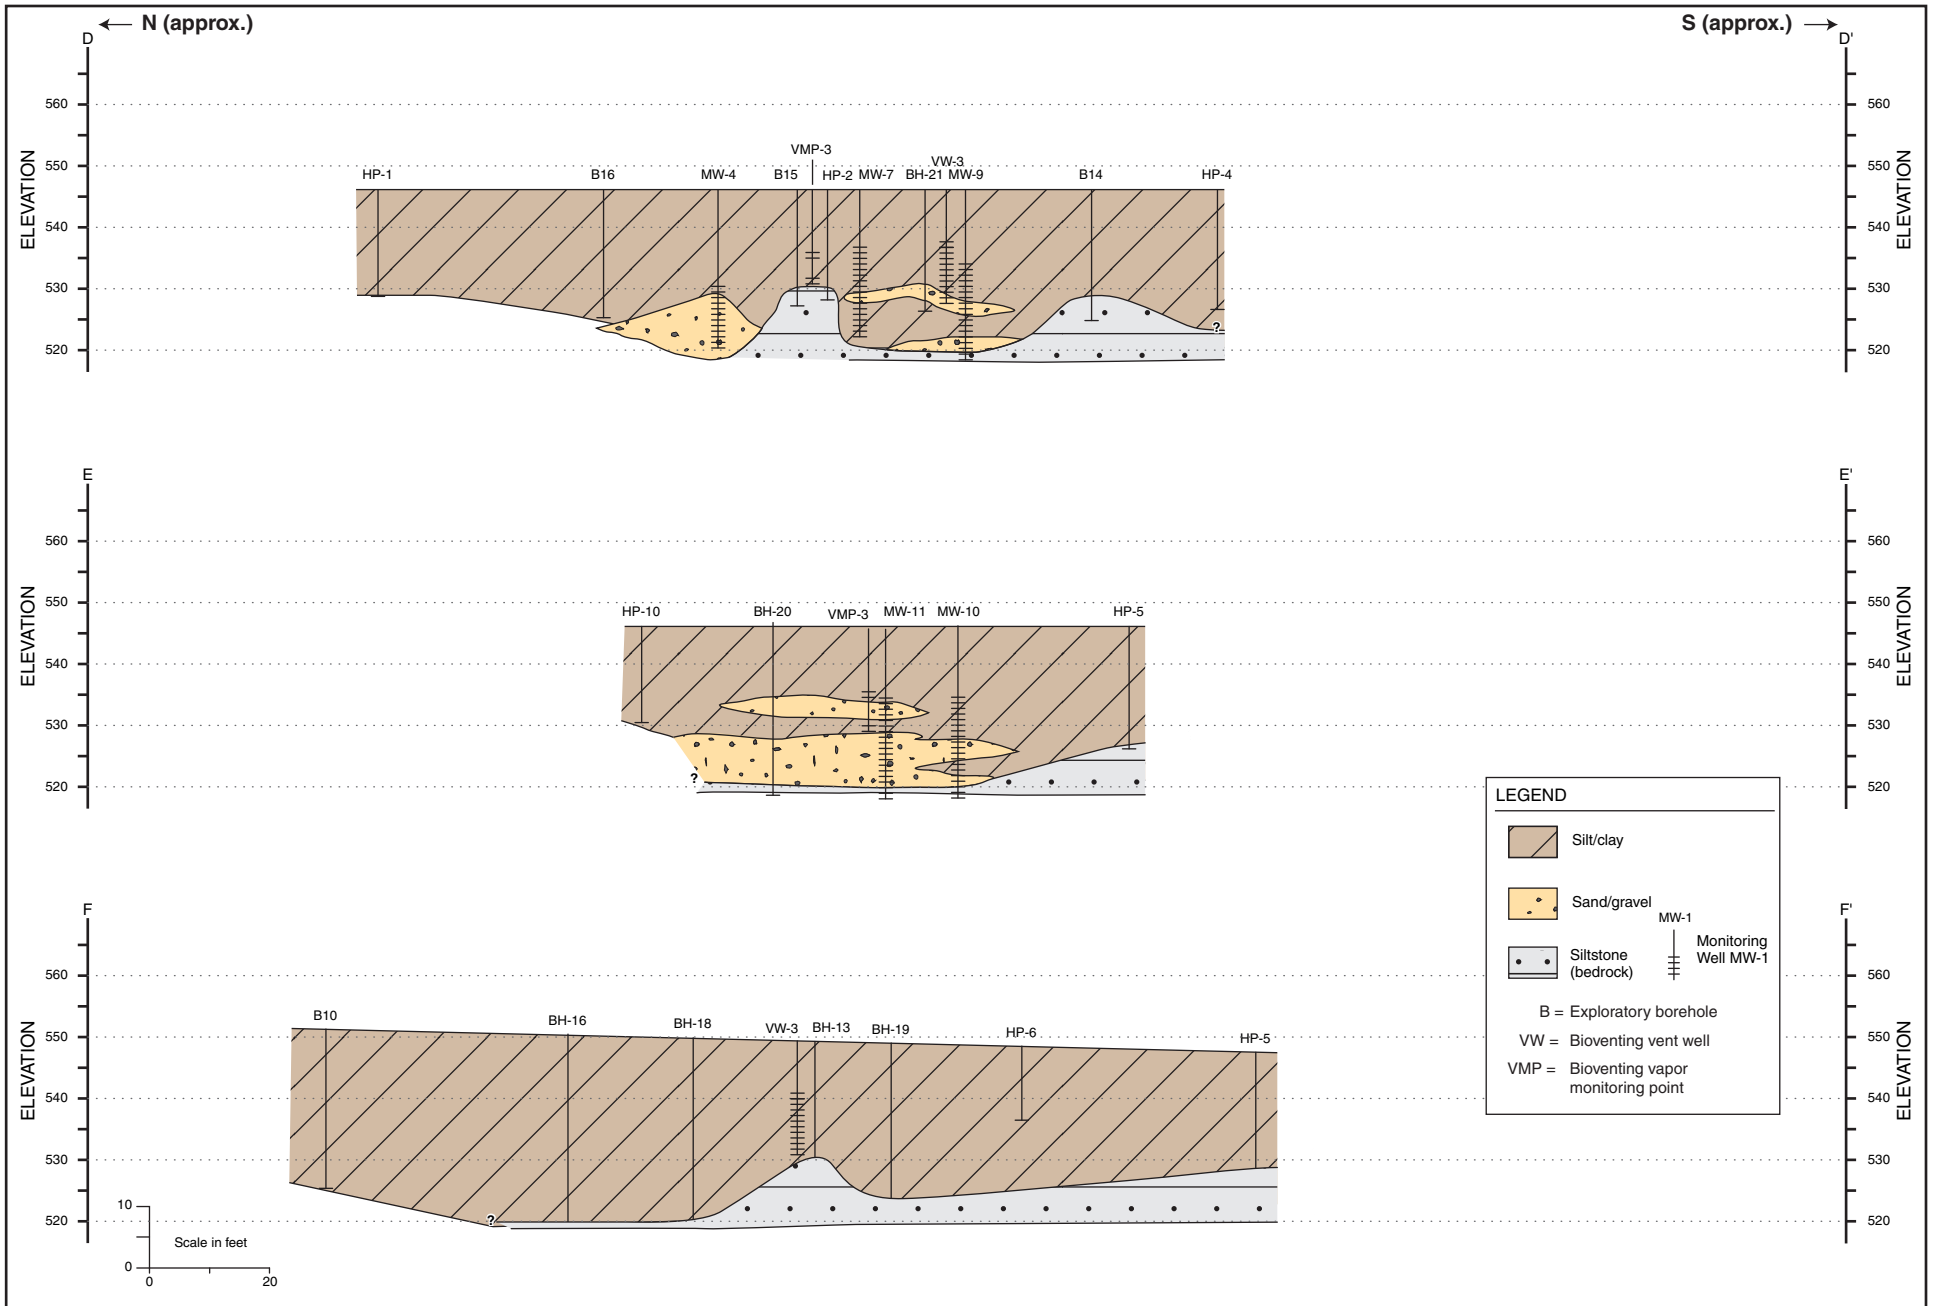 N (approx.)
S (approx.)
D
D'
560
560
VMP-3
550
VW-3
550
HP-1
B16
MW-4
B15
HP-2
MW-7
BH-21
MW-9
B14
HP-4
ELEVATION
ELEVATION
540
540
530
530
?
520
520
E
E'
560
560
550
550
HP-10
BH-20
VMP-3
MW-11
MW-10
HP-5
ELEVATION
ELEVATION
540
540
530
530
?
520
520
LEGEND
Silt/clay
Sand/gravel
MW-1
Siltstone
(bedrock)
Monitoring
Well MW-1
B = Exploratory borehole
VW = Bioventing vent well
VMP = Bioventing vapor
monitoring point
F
F'
560
560
B10
BH-16
BH-18
VW-3
BH-13
BH-19
HP-6
HP-5
550
550
ELEVATION
ELEVATION
540
540
530
530
?
520
520
10
Scale in feet
0
0
20